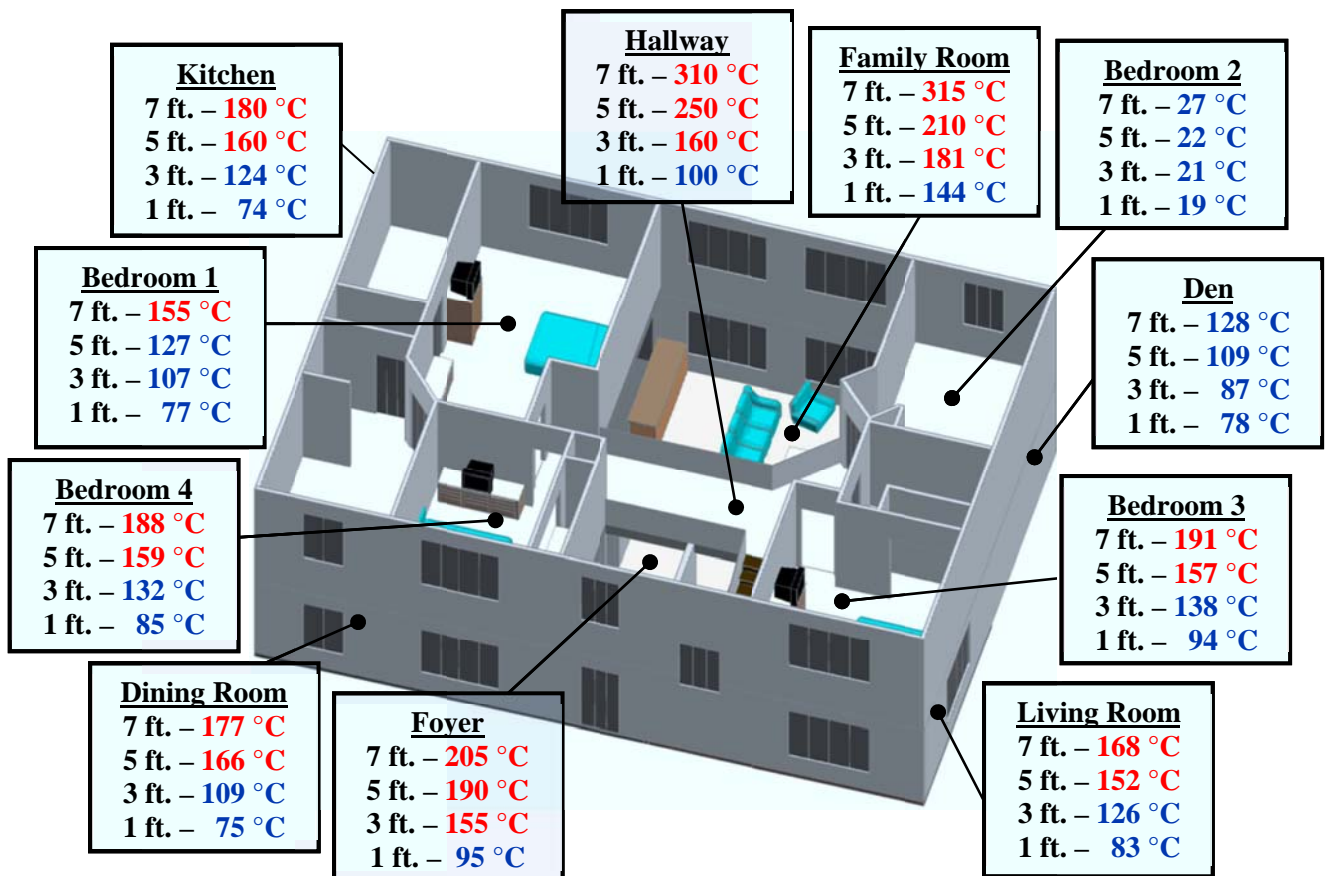 Kitchen
7 ft. – 180 °C
5 ft. – 160 °C
3 ft. – 124 °C
1 ft. – 74 °C
Hallway
7 ft. – 310 °C
5 ft. – 250 °C
3 ft. – 160 °C
1 ft. – 100 °C
Family Room
7 ft. – 315 °C
5 ft. – 210 °C
3 ft. – 181 °C
1 ft. – 144 °C
Bedroom 2
7 ft. – 27 °C
5 ft. – 22 °C
3 ft. – 21 °C
1 ft. – 19 °C
Bedroom 1
7 ft. – 155 °C
5 ft. – 127 °C
3 ft. – 107 °C
1 ft. – 77 °C
Den
7 ft. – 128 °C
5 ft. – 109 °C
3 ft. – 87 °C
1 ft. – 78 °C
Bedroom 4
7 ft. – 188 °C
5 ft. – 159 °C
3 ft. – 132 °C
1 ft. – 85 °C
Bedroom 3
7 ft. – 191 °C
5 ft. – 157 °C
3 ft. – 138 °C
1 ft. – 94 °C
Dining Room
7 ft. – 177 °C
5 ft. – 166 °C
3 ft. – 109 °C
1 ft. – 75 °C
Foyer
7 ft. – 205 °C
5 ft. – 190 °C
3 ft. – 155 °C
1 ft. – 95 °C
Living Room
7 ft. – 168 °C
5 ft. – 152 °C
3 ft. – 126 °C
1 ft. – 83 °C